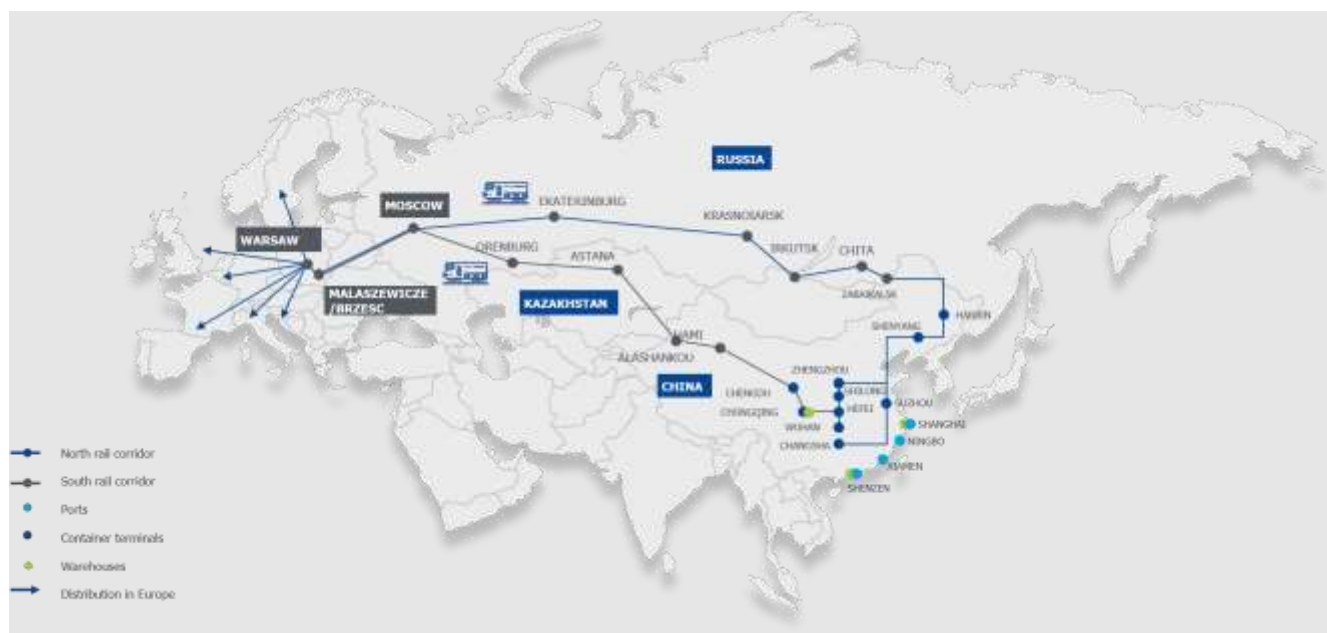 RUSSIA
EKATERINBURG
MOSCOW
KRASNOIARSK
WARSAW
ORENBURG
IRKUTSK
CHITA
ASTANA
MALASZEWICZE
/BRZESC
ZABAIKALSK
KAZAKHSTAN
HARBIN
SHENYANG
HAMI
ALASHANKOU
ZHENGZHOU
CHINA
CHENGDU
SUZHOU
CHONGQING
HEFEI
WUHAN
SHANGHAI
CHANGSHA
NINGBO
XIAMEN
SHENZEN
North rail corridor
South rail corridor
Ports
Container terminals
Warehouses
Distribution in Europe